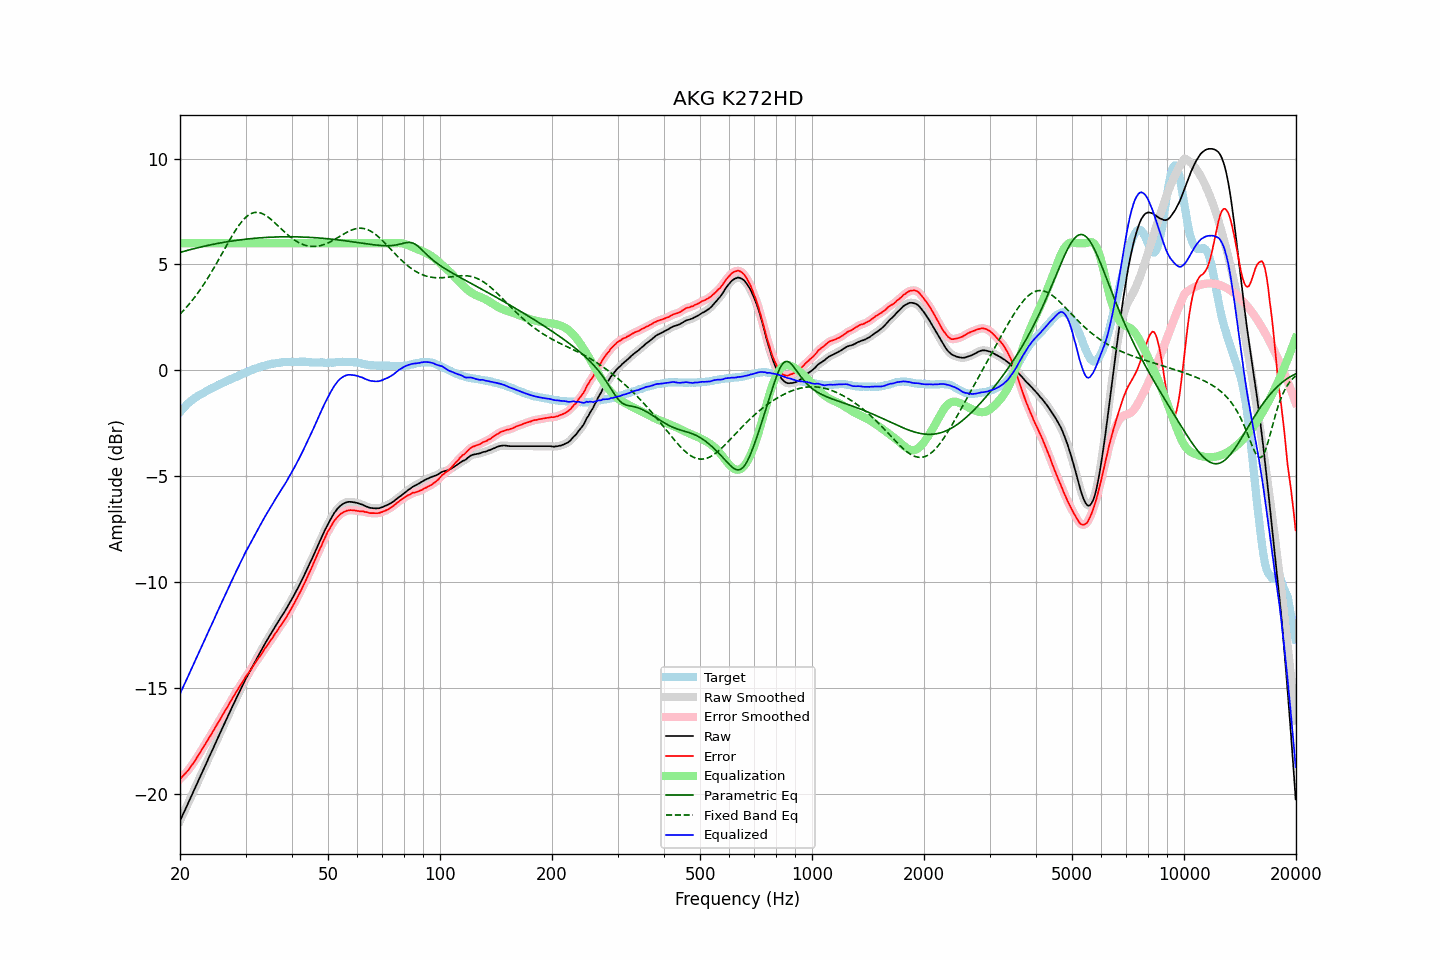 AKG K272HD
Amplitude (dBr)
10
5
0
−5
−10
−15
−20
Target
Raw Smoothed
Error Smoothed
Raw
Error
Equalization
Parametric Eq
Fixed Band Eq
Equalized
20 50 100 200 500 1000 2000 5000 10000 20000
Frequency (Hz)